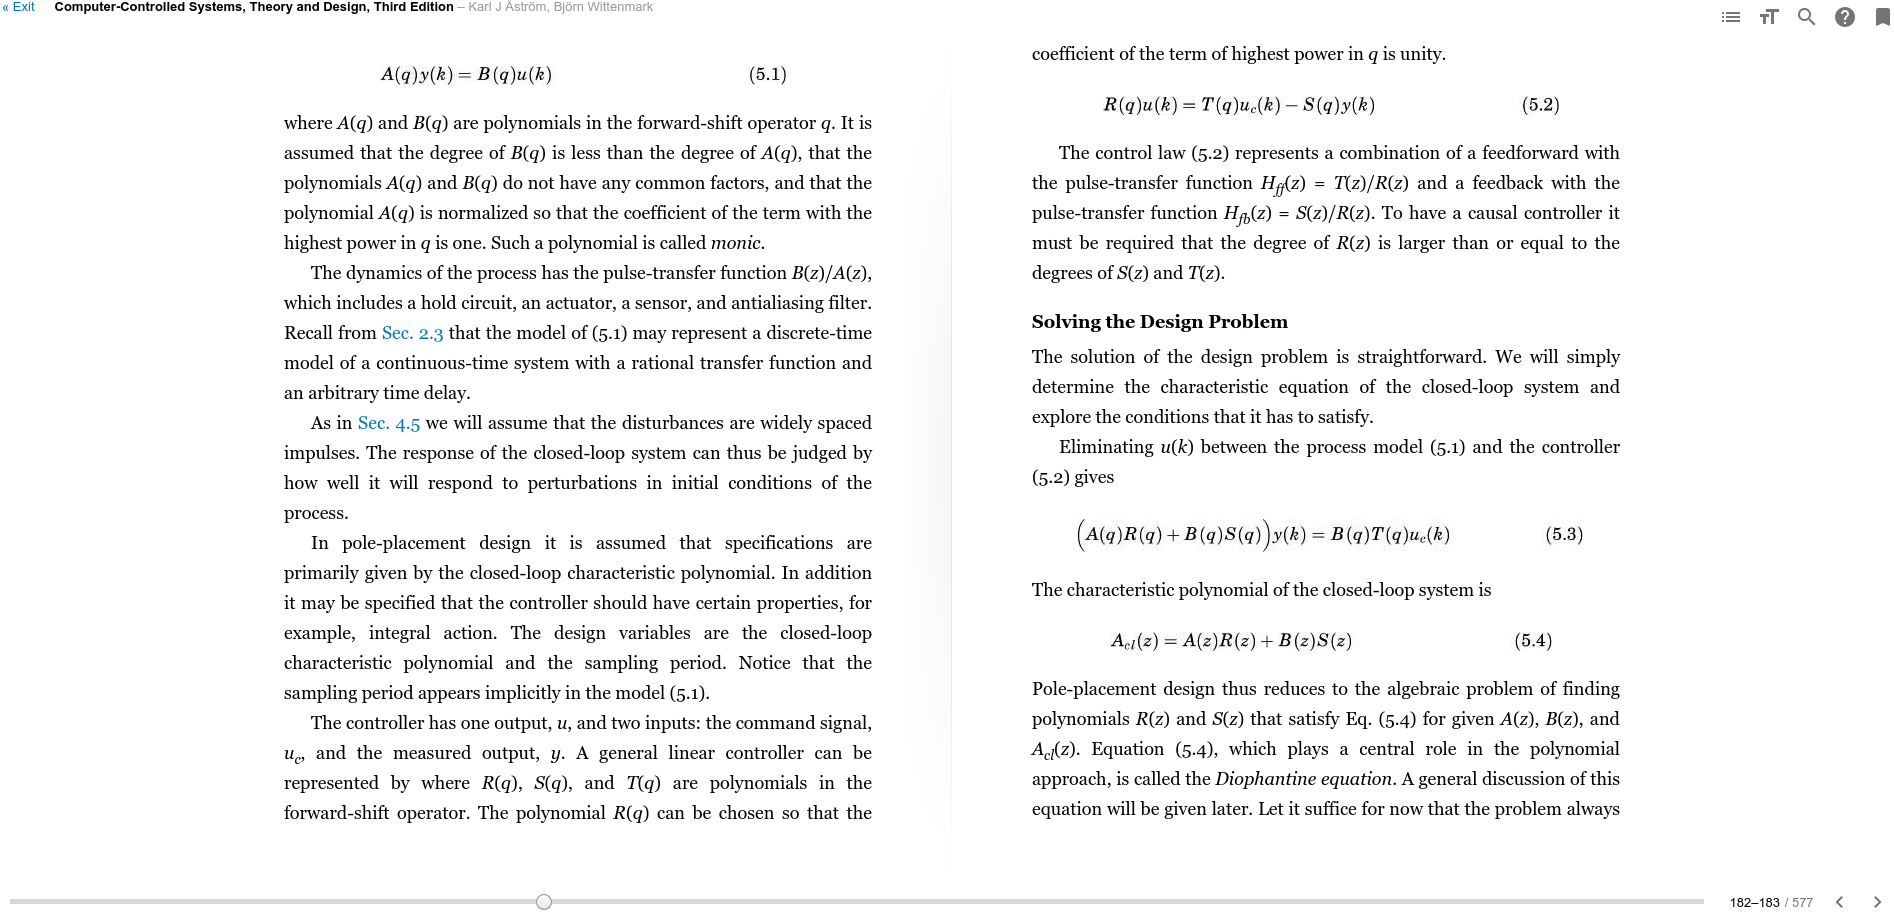 « Exit Computer-Controlled Systems, Theory and Design, Third Edition – Karl J Åström, Björn Wittenmark
A(q)y(k) = B(q)u(k) (5.1)
where A(q) and B(q) are polynomials in the forward-shift operator q. It is
assumed that the degree of B(q) is less than the degree of A(q), that the
polynomials A(q) and B(q) do not have any common factors, and that the
polynomial A(q) is normalized so that the coefficient of the term with the
highest power in q is one. Such a polynomial is called monic.
The dynamics of the process has the pulse-transfer function B(z)/A(z),
which includes a hold circuit, an actuator, a sensor, and antialiasing filter.
Recall from Sec. 2.3 that the model of (5.1) may represent a discrete-time
model of a continuous-time system with a rational transfer function and
an arbitrary time delay.
As in Sec. 4.5 we will assume that the disturbances are widely spaced
impulses. The response of the closed-loop system can thus be judged by
how well it will respond to perturbations in initial conditions of the
process.
In pole-placement design it is assumed that specifications are
primarily given by the closed-loop characteristic polynomial. In addition
it may be specified that the controller should have certain properties, for
example, integral action. The design variables are the closed-loop
characteristic polynomial and the sampling period. Notice that the
sampling period appears implicitly in the model (5.1).
The controller has one output, u, and two inputs: the command signal,
u_c, and the measured output, y. A general linear controller can be
represented by where R(q), S(q), and T(q) are polynomials in the
forward-shift operator. The polynomial R(q) can be chosen so that the
coefficient of the term of highest power in q is unity.
R(q)u(k) = T(q)u_c(k) – S(q)y(k) (5.2)
The control law (5.2) represents a combination of a feedforward with
the pulse-transfer function H_ff(z) = T(z)/R(z) and a feedback with the
pulse-transfer function H_fb(z) = S(z)/R(z). To have a causal controller it
must be required that the degree of R(z) is larger than or equal to the
degrees of S(z) and T(z).
Solving the Design Problem
The solution of the design problem is straightforward. We will simply
determine the characteristic equation of the closed-loop system and
explore the conditions that it has to satisfy.
Eliminating u(k) between the process model (5.1) and the controller
(5.2) gives
(A(q)R(q) + B(q)S(q))y(k) = B(q)T(q)u_c(k) (5.3)
The characteristic polynomial of the closed-loop system is
A_cl(z) = A(z)R(z) + B(z)S(z) (5.4)
Pole-placement design thus reduces to the algebraic problem of finding
polynomials R(z) and S(z) that satisfy Eq. (5.4) for given A(z), B(z), and
A_cl(z). Equation (5.4), which plays a central role in the polynomial
approach, is called the Diophantine equation. A general discussion of this
equation will be given later. Let it suffice for now that the problem always
182–183 / 577